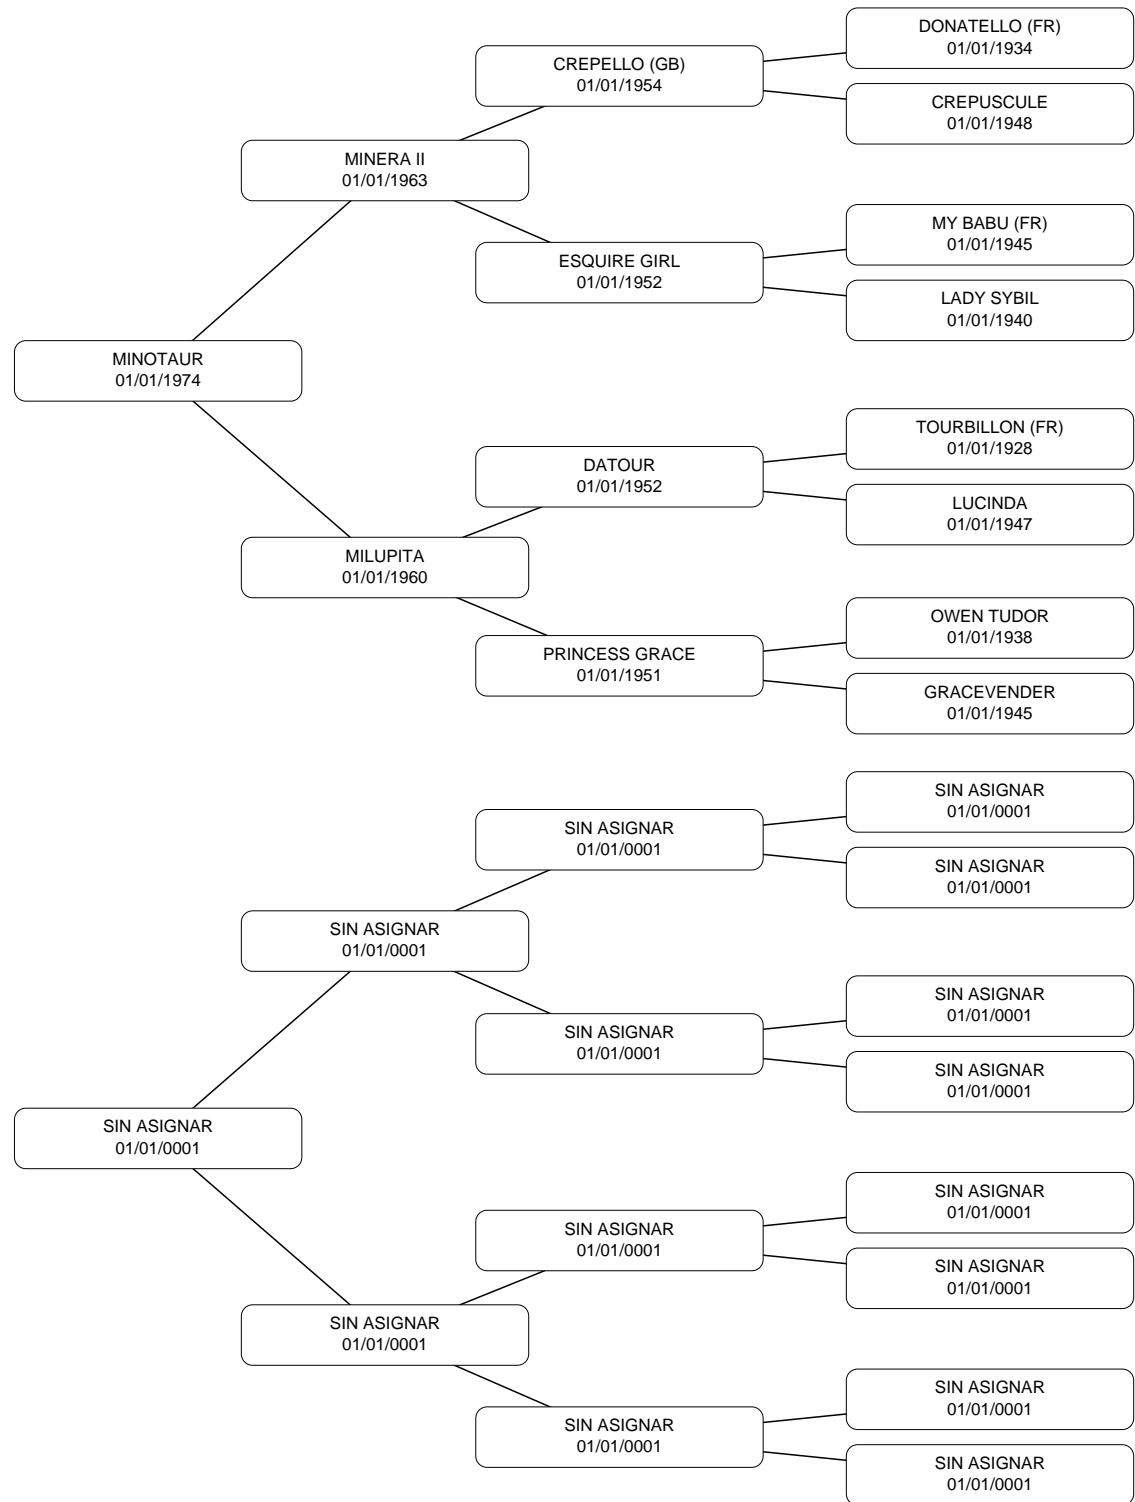 DONATELLO (FR)
01/01/1934
CREPELLO (GB)
01/01/1954
CREPUSCULE
01/01/1948
MINERA II
01/01/1963
MY BABU (FR)
01/01/1945
ESQUIRE GIRL
01/01/1952
LADY SYBIL
01/01/1940
MINOTAUR
01/01/1974
TOURBILLON (FR)
01/01/1928
DATOUR
01/01/1952
LUCINDA
01/01/1947
MILUPITA
01/01/1960
OWEN TUDOR
01/01/1938
PRINCESS GRACE
01/01/1951
GRACEVENDER
01/01/1945
SIN ASIGNAR
01/01/0001
SIN ASIGNAR
01/01/0001
SIN ASIGNAR
01/01/0001
SIN ASIGNAR
01/01/0001
SIN ASIGNAR
01/01/0001
SIN ASIGNAR
01/01/0001
SIN ASIGNAR
01/01/0001
SIN ASIGNAR
01/01/0001
SIN ASIGNAR
01/01/0001
SIN ASIGNAR
01/01/0001
SIN ASIGNAR
01/01/0001
SIN ASIGNAR
01/01/0001
SIN ASIGNAR
01/01/0001
SIN ASIGNAR
01/01/0001
SIN ASIGNAR
01/01/0001